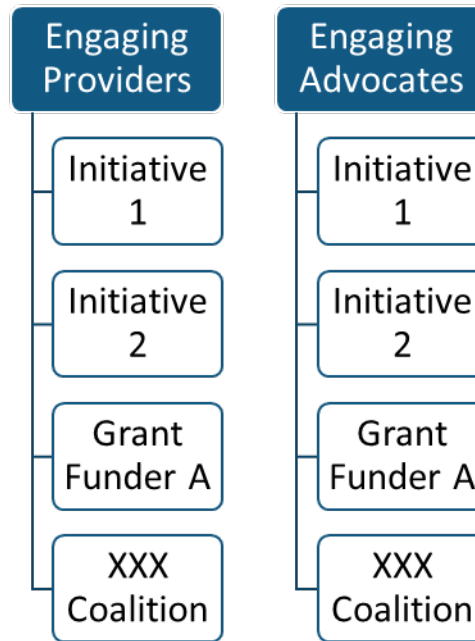 Engaging
Providers
Initiative
1
Initiative
2
Grant
Funder A
XXX
Coalition
Engaging
Advocates
Initiative
1
Initiative
2
Grant
Funder A
XXX
Coalition